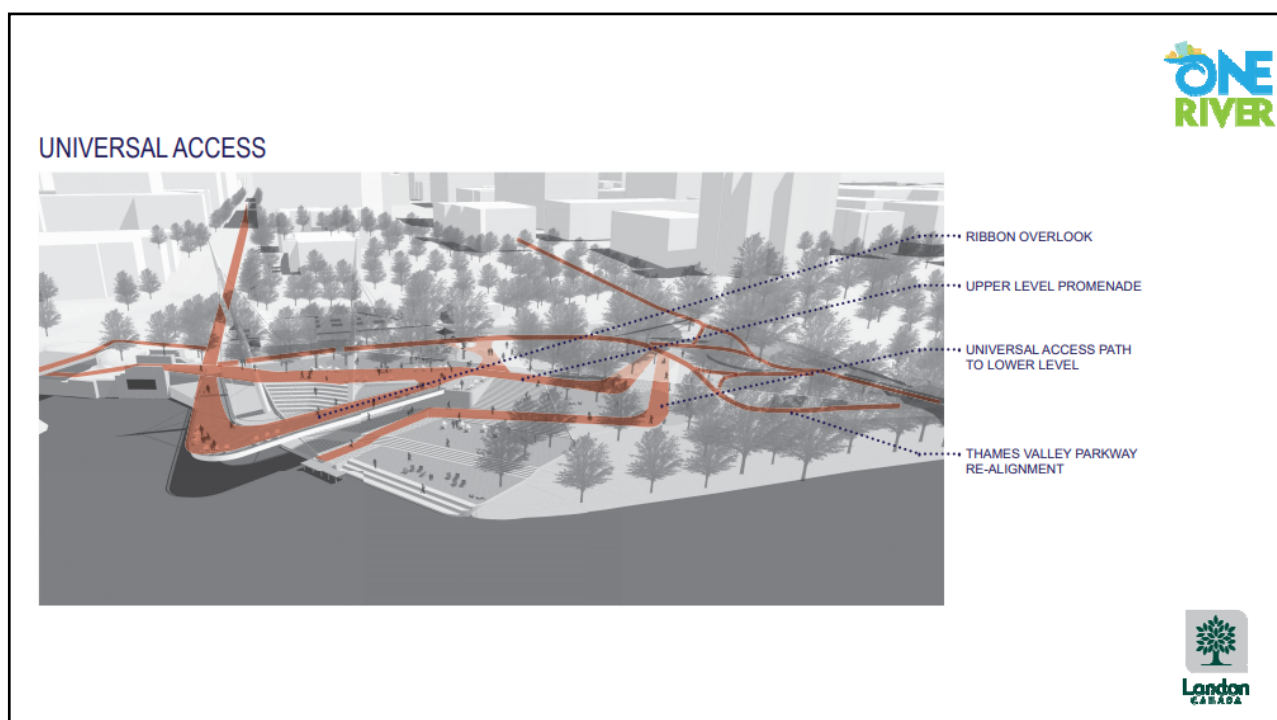 ONE
RIVER
UNIVERSAL ACCESS
RIBBON OVERLOOK
UPPER LEVEL PROMENADE
UNIVERSAL ACCESS PATH
TO LOWER LEVEL
THAMES VALLEY PARKWAY
RE-ALIGNMENT
London
CANADA